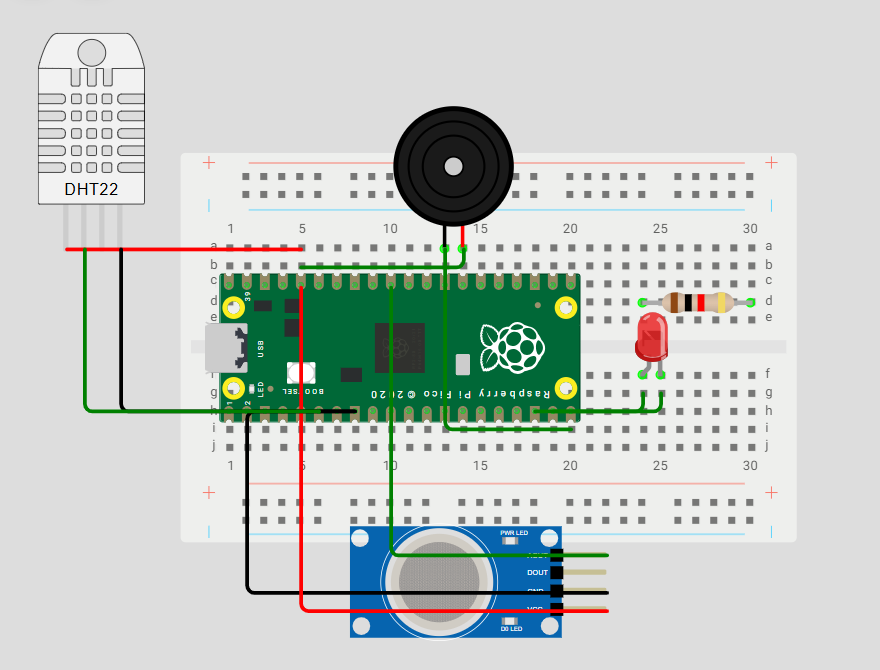 DHT22
1 5 10 15 20 25 30
a a
b b
c c
d d
e e
39
USB
LED
BOOTSEL
Raspberry Pi Pico © 2020
1
2
f f
g g
h h
i i
j j
1 5 10 15 20 25 30
PWR LED
DOUT
GND
VCC
D0 LED